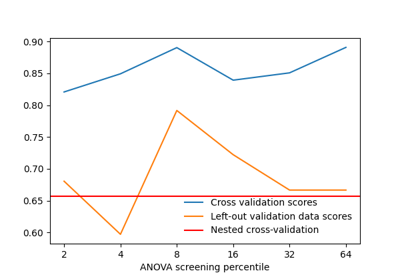 0.90
0.85
0.80
0.75
0.70
0.65
0.60
Cross validation scores
Left-out validation data scores
Nested cross-validation
2 4 8 16 32 64
ANOVA screening percentile